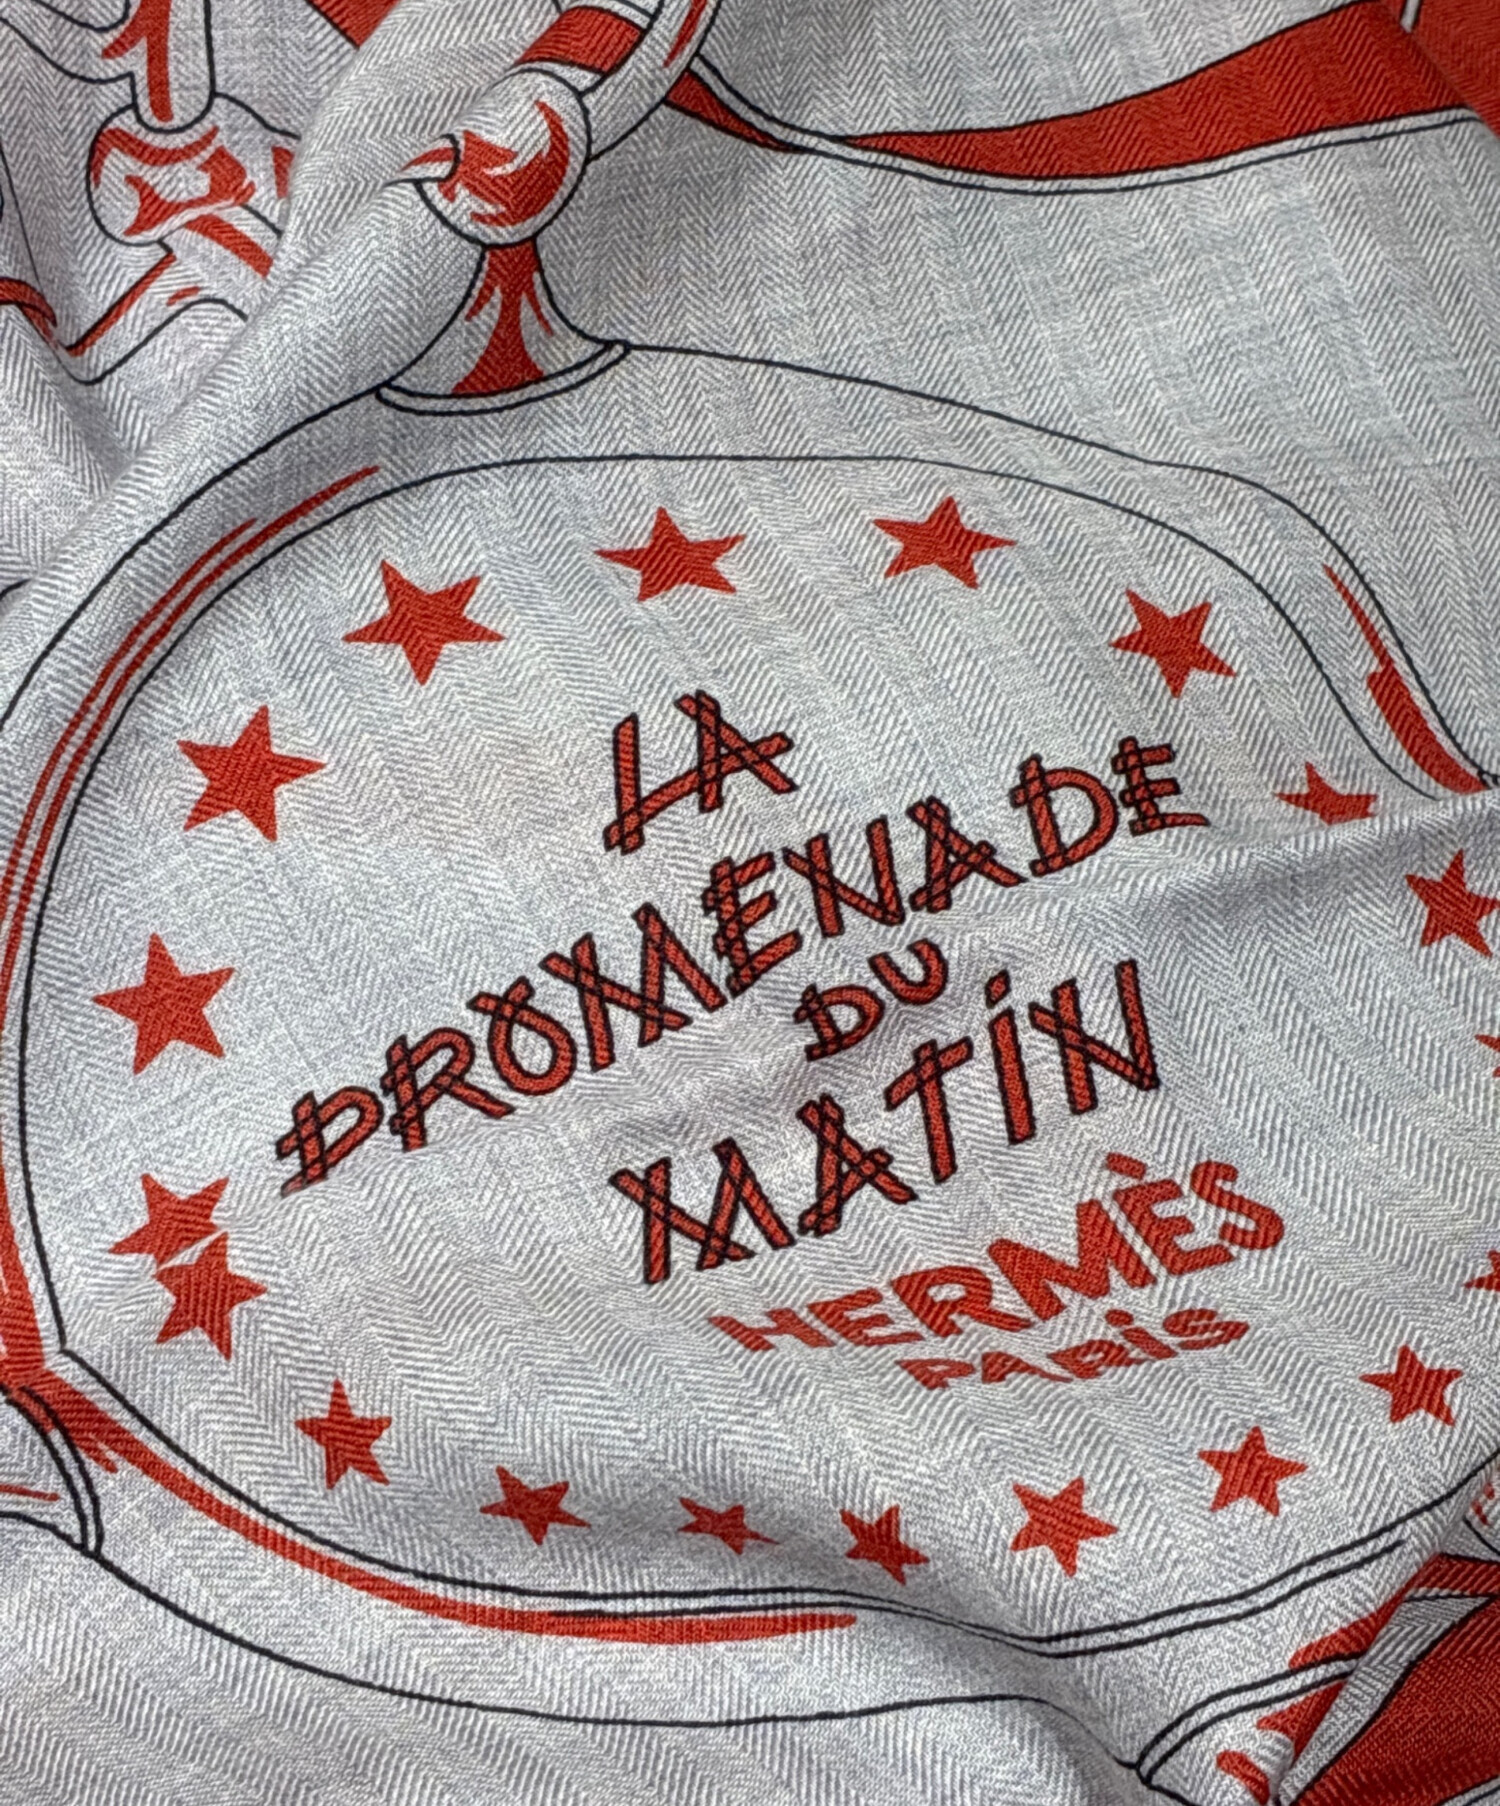 LA
PROMENADE
DU
MATiN
HERMÈS
PARiS